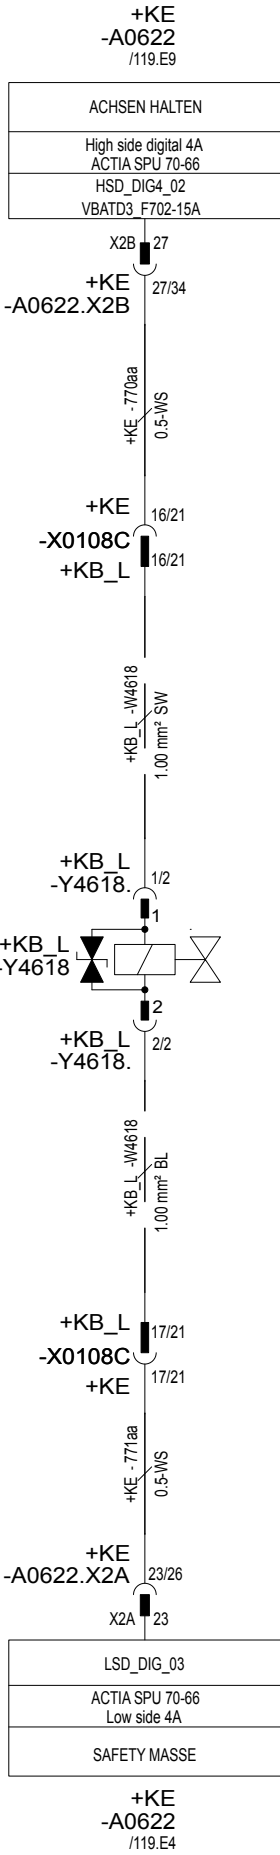 +KE
-A0622
/119.E9
ACHSEN HALTEN
High side digital 4A
ACTIA SPU 70-66
HSD_DIG4_02
VBATD3_F702-15A
X2B 27
+KE 27/34
-A0622.X2B
+KE -770aa
0.5-WS
+KE 16/21
-X0108C
+KB_L 16/21
+KB_L -W4618
1.00 mm² SW
+KB_L 1/2
-Y4618.
1
+KB_L
-Y4618
2
+KB_L 2/2
-Y4618.
+KB_L -W4618
1.00 mm² BL
+KB_L 17/21
-X0108C
+KE 17/21
+KE -771aa
0.5-WS
+KE
-A0622.X2A 23/26
X2A 23
LSD_DIG_03
ACTIA SPU 70-66
Low side 4A
SAFETY MASSE
+KE
-A0622
/119.E4